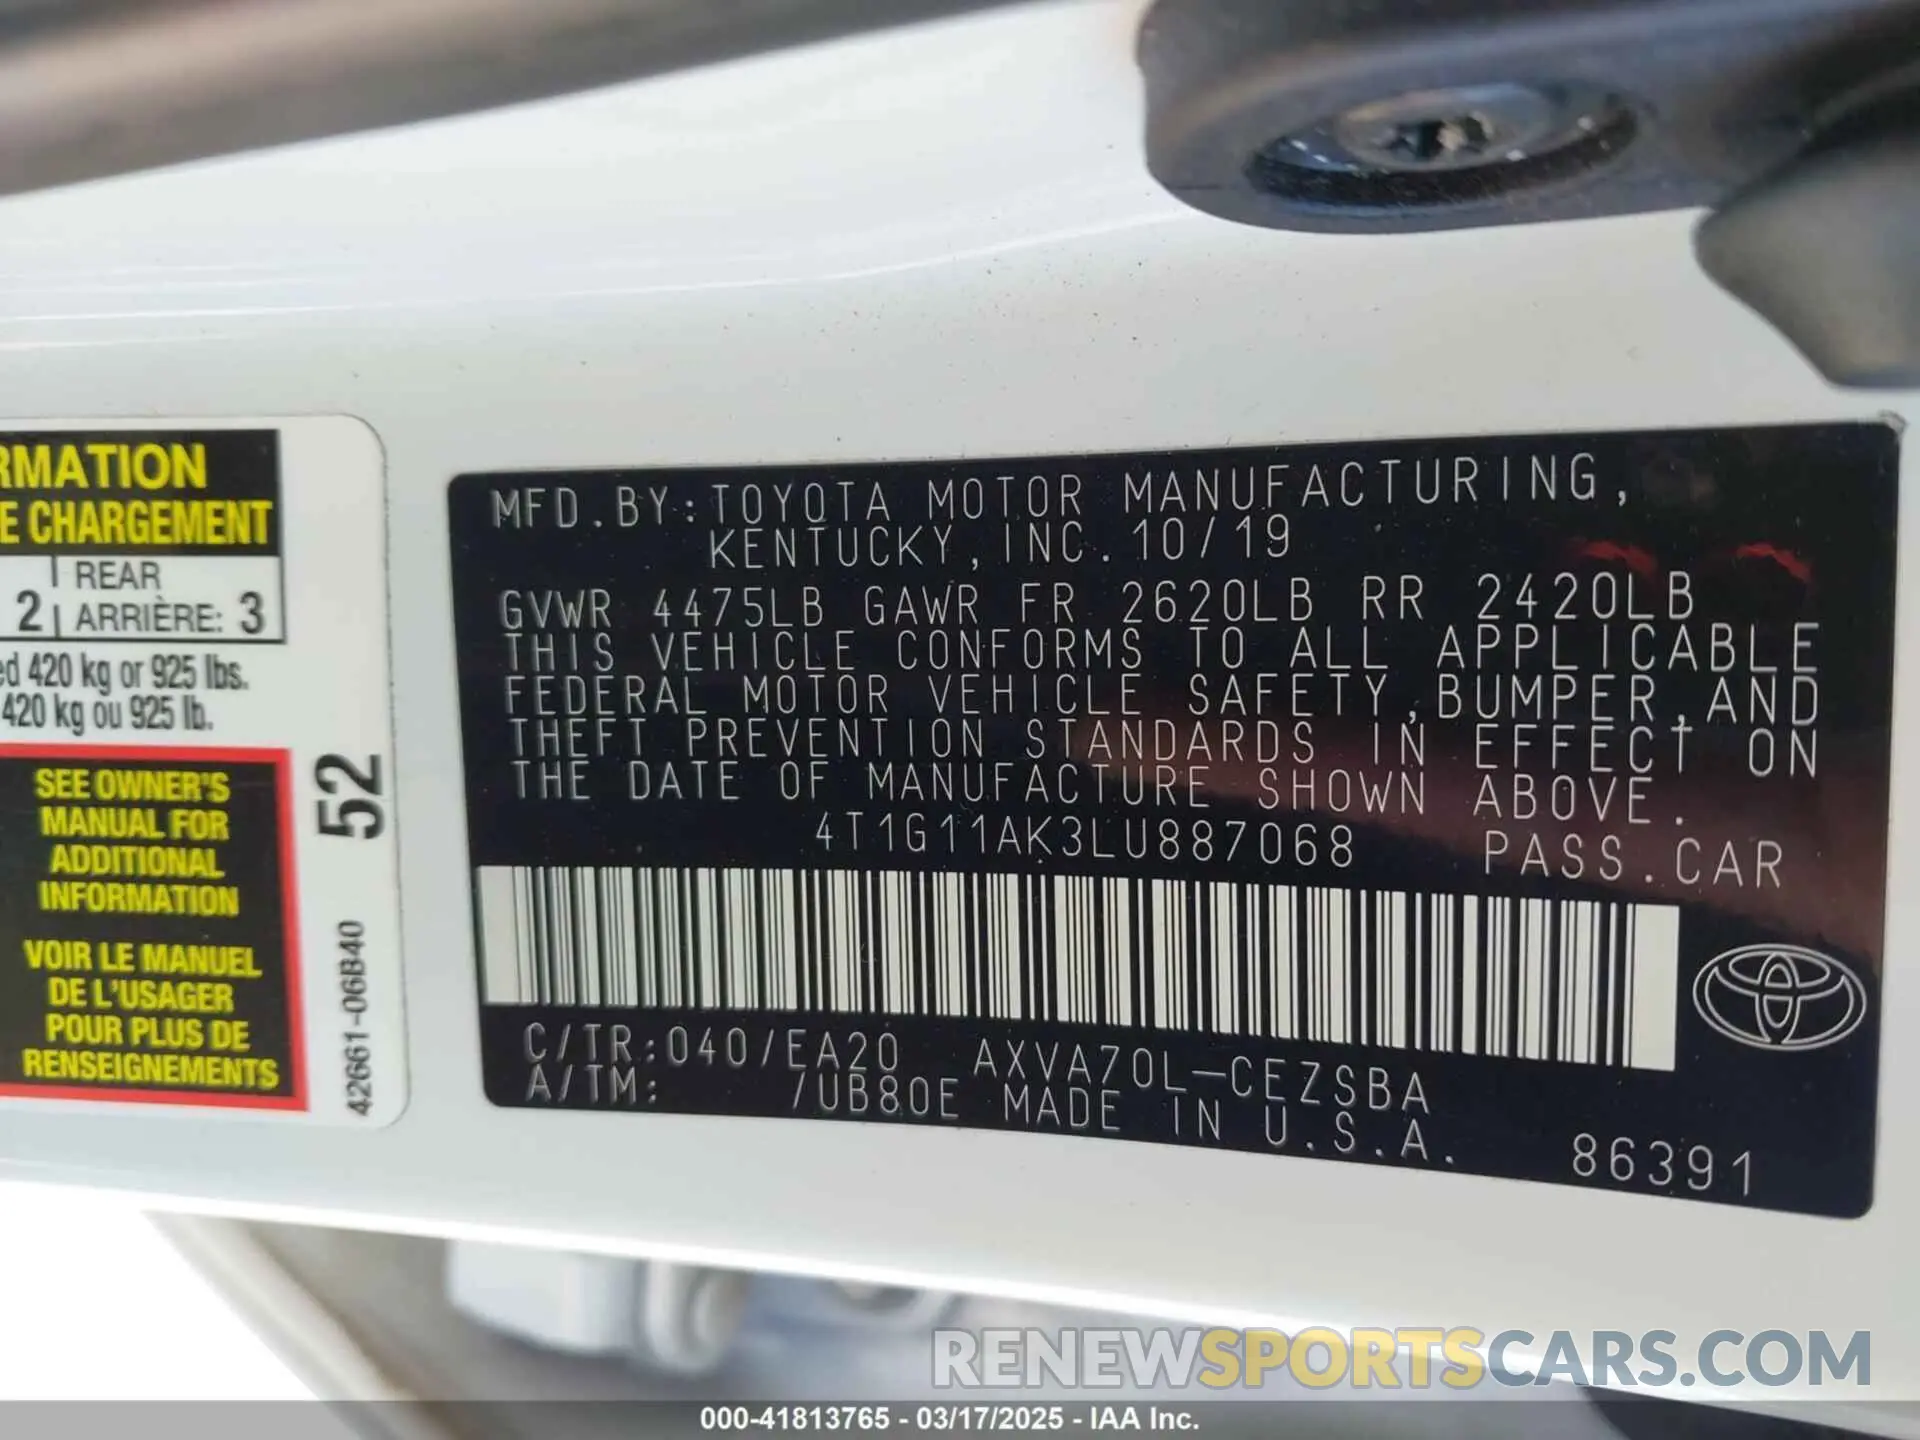 RMATION
E CHARGEMENT
2 REAR
ARRIÈRE: 3
ed 420 kg or 925 lbs.
420 kg ou 925 lb.
SEE OWNER'S
MANUAL FOR
ADDITIONAL
INFORMATION
VOIR LE MANUEL
DE L'USAGER
POUR PLUS DE
RENSEIGNEMENTS
52
42661-06B40
MFD.BY:TOYOTA MOTOR MANUFACTURING,
KENTUCKY,INC.10/19
GVWR 4475LB GAWR FR 2620LB RR 2420LB
THIS VEHICLE CONFORMS TO ALL APPLICABLE
FEDERAL MOTOR VEHICLE SAFETY,BUMPER,AND
THEFT PREVENTION STANDARDS IN EFFECT ON
THE DATE OF MANUFACTURE SHOWN ABOVE.
4T1G11AK3LU887068 PASS.CAR
C/TR:040/EA20 AXVA70L-CEZSBA
A/TM: /UB80E MADE IN U.S.A.
86391
RENEWSPORTSCARS.COM
000-41813765 - 03/17/2025 - IAA Inc.